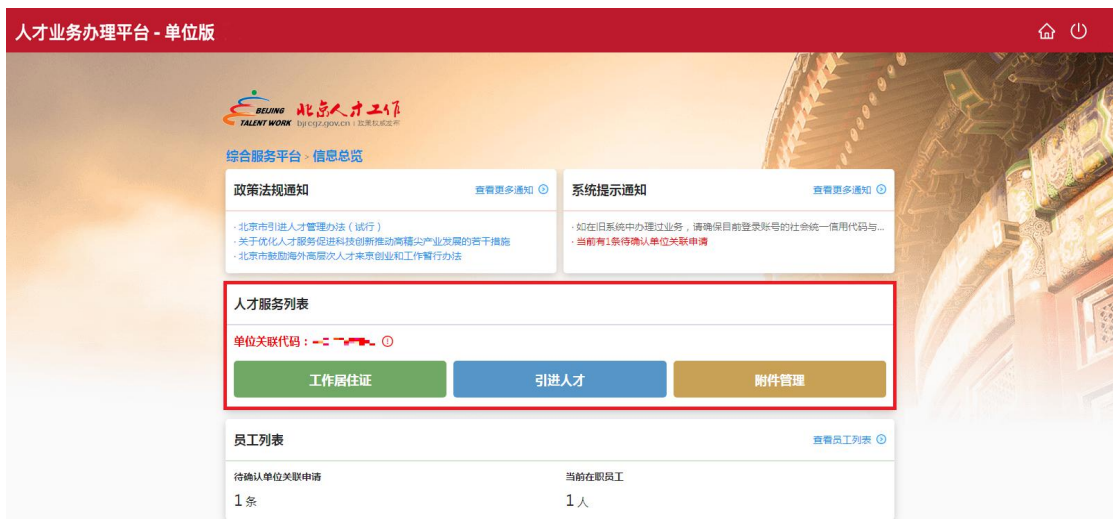 人才业务办理平台 - 单位版
BEIJING
TALENT WORK
北京人才工作
bjrcgz.gov.cn | 政策权威发布
综合服务平台 > 信息总览
政策法规通知
查看更多通知
· 北京市引进人才管理办法（试行）
· 关于优化人才服务促进科技创新推动高精尖产业发展的若干措施
· 北京市鼓励海外高层次人才来京创业和工作暂行办法
系统提示通知
查看更多通知
· 如在旧系统中办理过业务，请确保目前登录账号的社会统一信用代码与...
· 当前有1条待确认单位关联申请
人才服务列表
单位关联代码：
工作居住证
引进人才
附件管理
员工列表
查看员工列表
待确认单位关联申请
1 条
当前在职员工
1 人